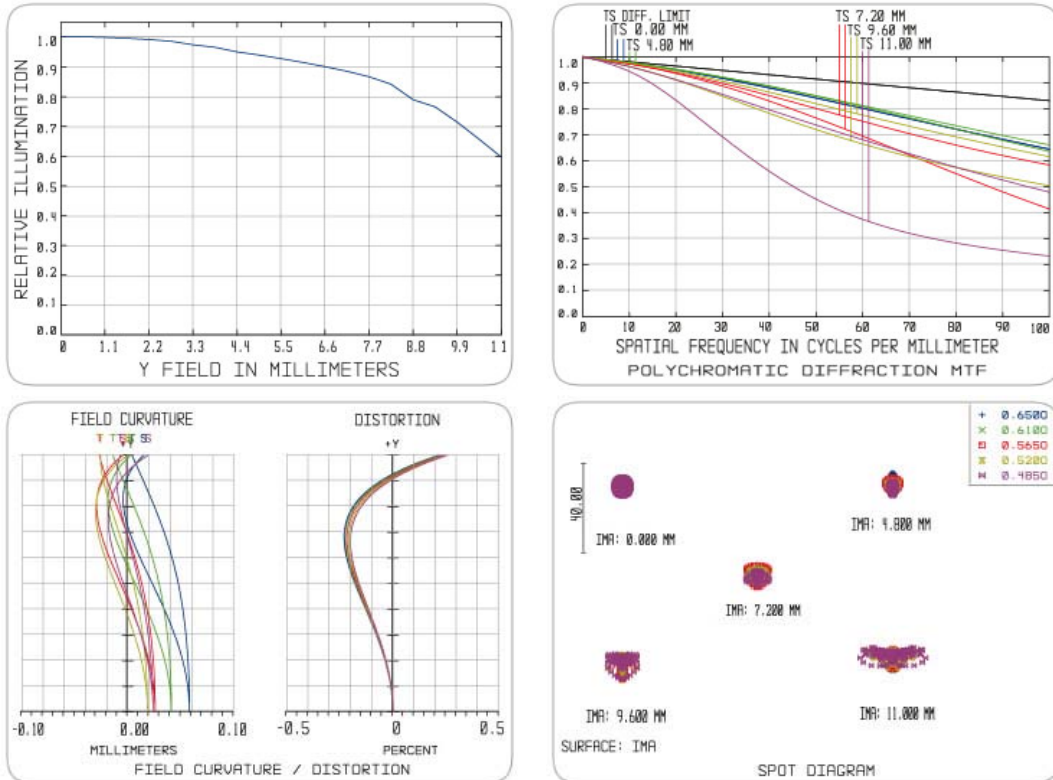 RELATIVE ILLUMINATION
1.0
0.9
0.8
0.7
0.6
0.5
0.4
0.3
0.2
0.1
0.0
0 1.1 2.2 3.3 4.4 5.5 6.6 7.7 8.8 9.9 11
Y FIELD IN MILLIMETERS
TS DIFF. LIMIT
TS 0.00 MM
TS 4.80 MM
TS 7.20 MM
TS 9.60 MM
TS 11.00 MM
1.0
0.9
0.8
0.7
0.6
0.5
0.4
0.3
0.2
0.1
0.0
0 10 20 30 40 50 60 70 80 90 100
SPATIAL FREQUENCY IN CYCLES PER MILLIMETER
POLYCHROMATIC DIFFRACTION MTF
FIELD CURVATURE
+Y
-0.10 0.00 0.10
MILLIMETERS
DISTORTION
+Y
-0.5 0 0.5
PERCENT
FIELD CURVATURE / DISTORTION
+ 0.6500
× 0.6100
0.5650
0.5200
0.4850
40.00
IMA: 0.000 MM
IMA: 4.800 MM
IMA: 7.200 MM
IMA: 9.600 MM
IMA: 11.000 MM
SURFACE: IMA
SPOT DIAGRAM